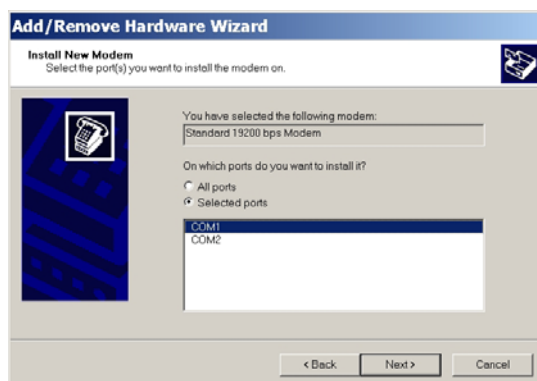 Add/Remove Hardware Wizard
Install New Modem
Select the port(s) you want to install the modem on.
You have selected the following modem:
Standard 19200 bps Modem
On which ports do you want to install it?
All ports
Selected ports
COM1
COM2
< Back
Next >
Cancel